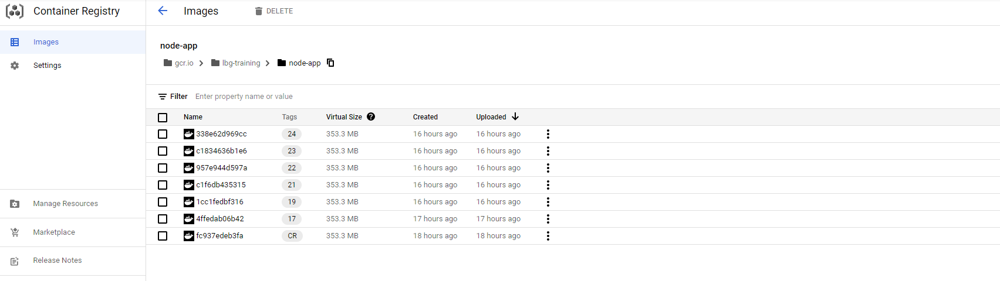 Container Registry
Images
DELETE
Images
Settings
Manage Resources
Marketplace
Release Notes
node-app
gcr.io lbg-training node-app
Filter Enter property name or value
Name Tags Virtual Size Created Uploaded
338e62d969cc 24 353.3 MB 16 hours ago 16 hours ago
c1834636b1e6 23 353.3 MB 16 hours ago 16 hours ago
957e944d597a 22 353.3 MB 16 hours ago 16 hours ago
c1f6db435315 21 353.3 MB 16 hours ago 16 hours ago
1cc1fedbf316 19 353.3 MB 16 hours ago 16 hours ago
4ffedab06b42 17 353.3 MB 17 hours ago 17 hours ago
fc937edeb3fa CR 353.3 MB 18 hours ago 18 hours ago